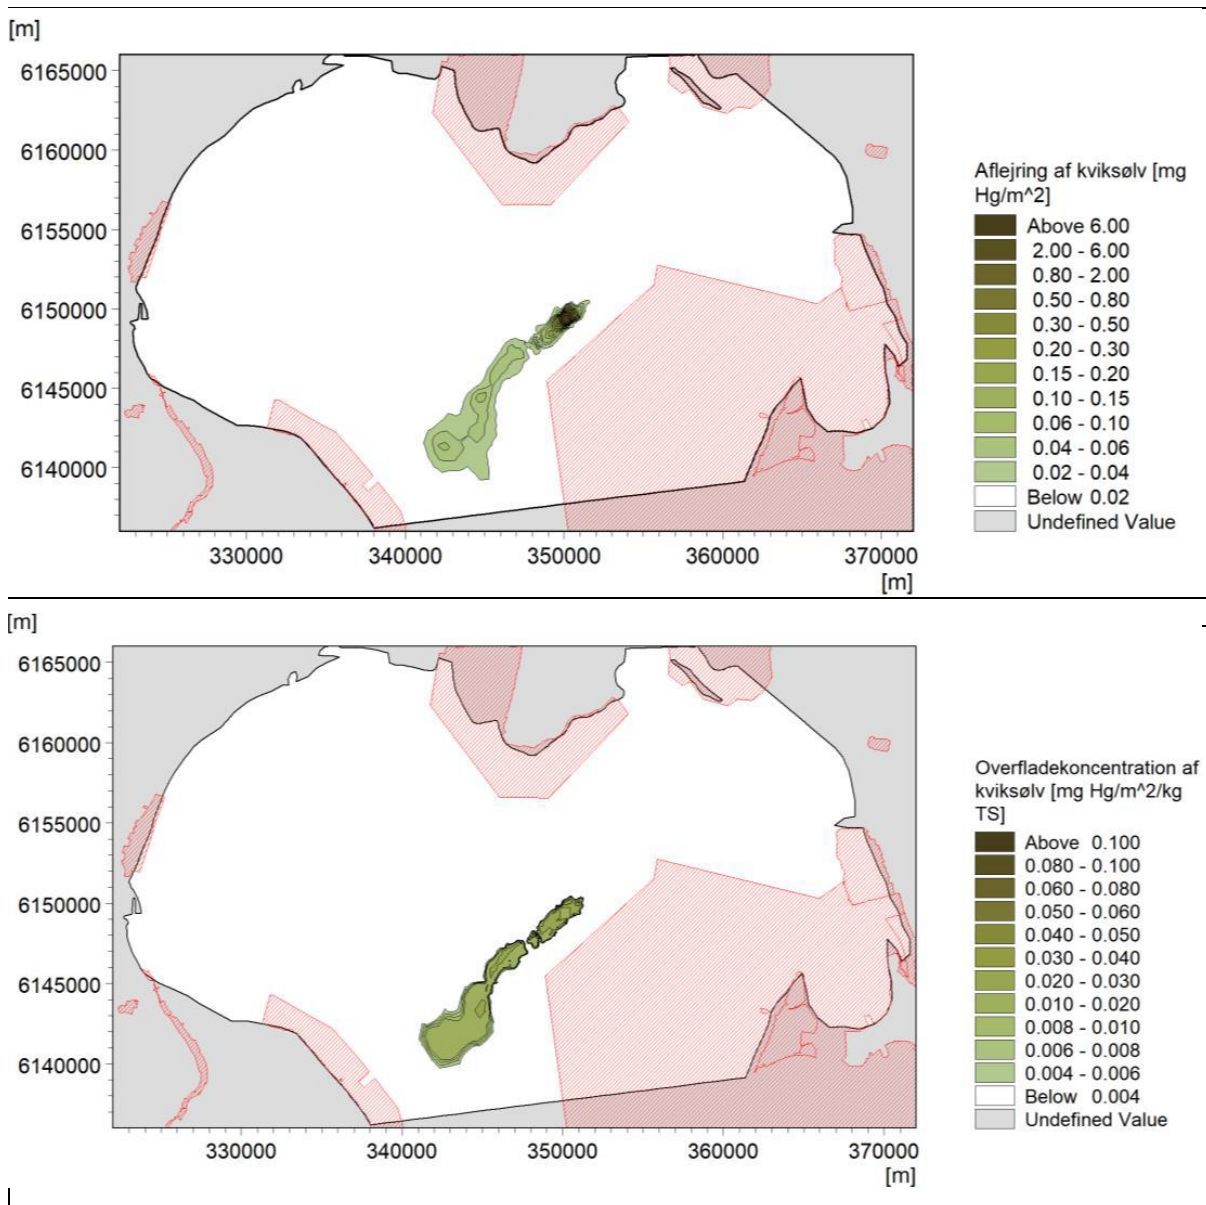 [m]
6165000
6160000
6155000
6150000
6145000
6140000
330000 340000 350000 360000 370000
[m]
Aflejring af kviksølv [mg
Hg/m^2]
Above 6.00
2.00 - 6.00
0.80 - 2.00
0.50 - 0.80
0.30 - 0.50
0.20 - 0.30
0.15 - 0.20
0.10 - 0.15
0.06 - 0.10
0.04 - 0.06
0.02 - 0.04
Below 0.02
Undefined Value
[m]
6165000
6160000
6155000
6150000
6145000
6140000
330000 340000 350000 360000 370000
[m]
Overfladekoncentration af
kviksølv [mg Hg/m^2/kg
TS]
Above 0.100
0.080 - 0.100
0.060 - 0.080
0.050 - 0.060
0.040 - 0.050
0.030 - 0.040
0.020 - 0.030
0.010 - 0.020
0.008 - 0.010
0.006 - 0.008
0.004 - 0.006
Below 0.004
Undefined Value